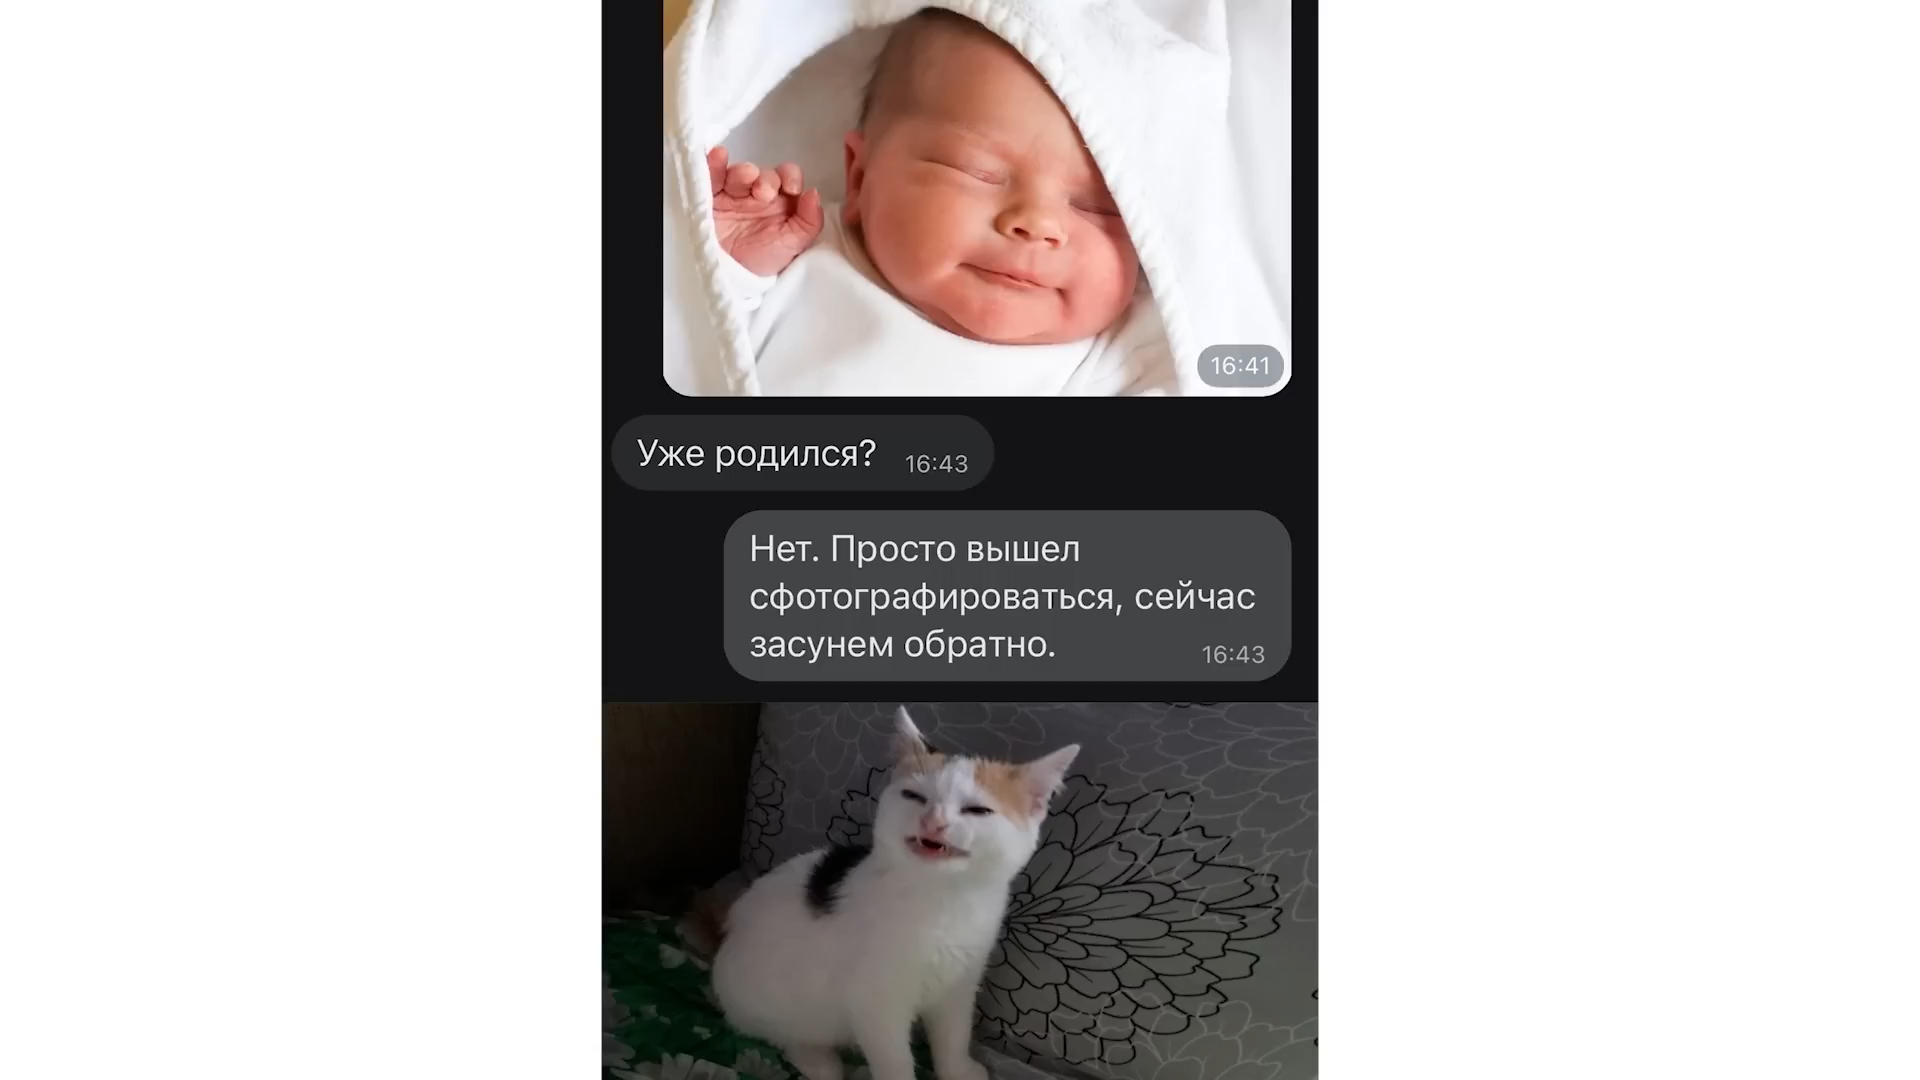 16:41
Уже родился? 16:43
Нет. Просто вышел
сфотографироваться, сейчас
засунем обратно. 16:43